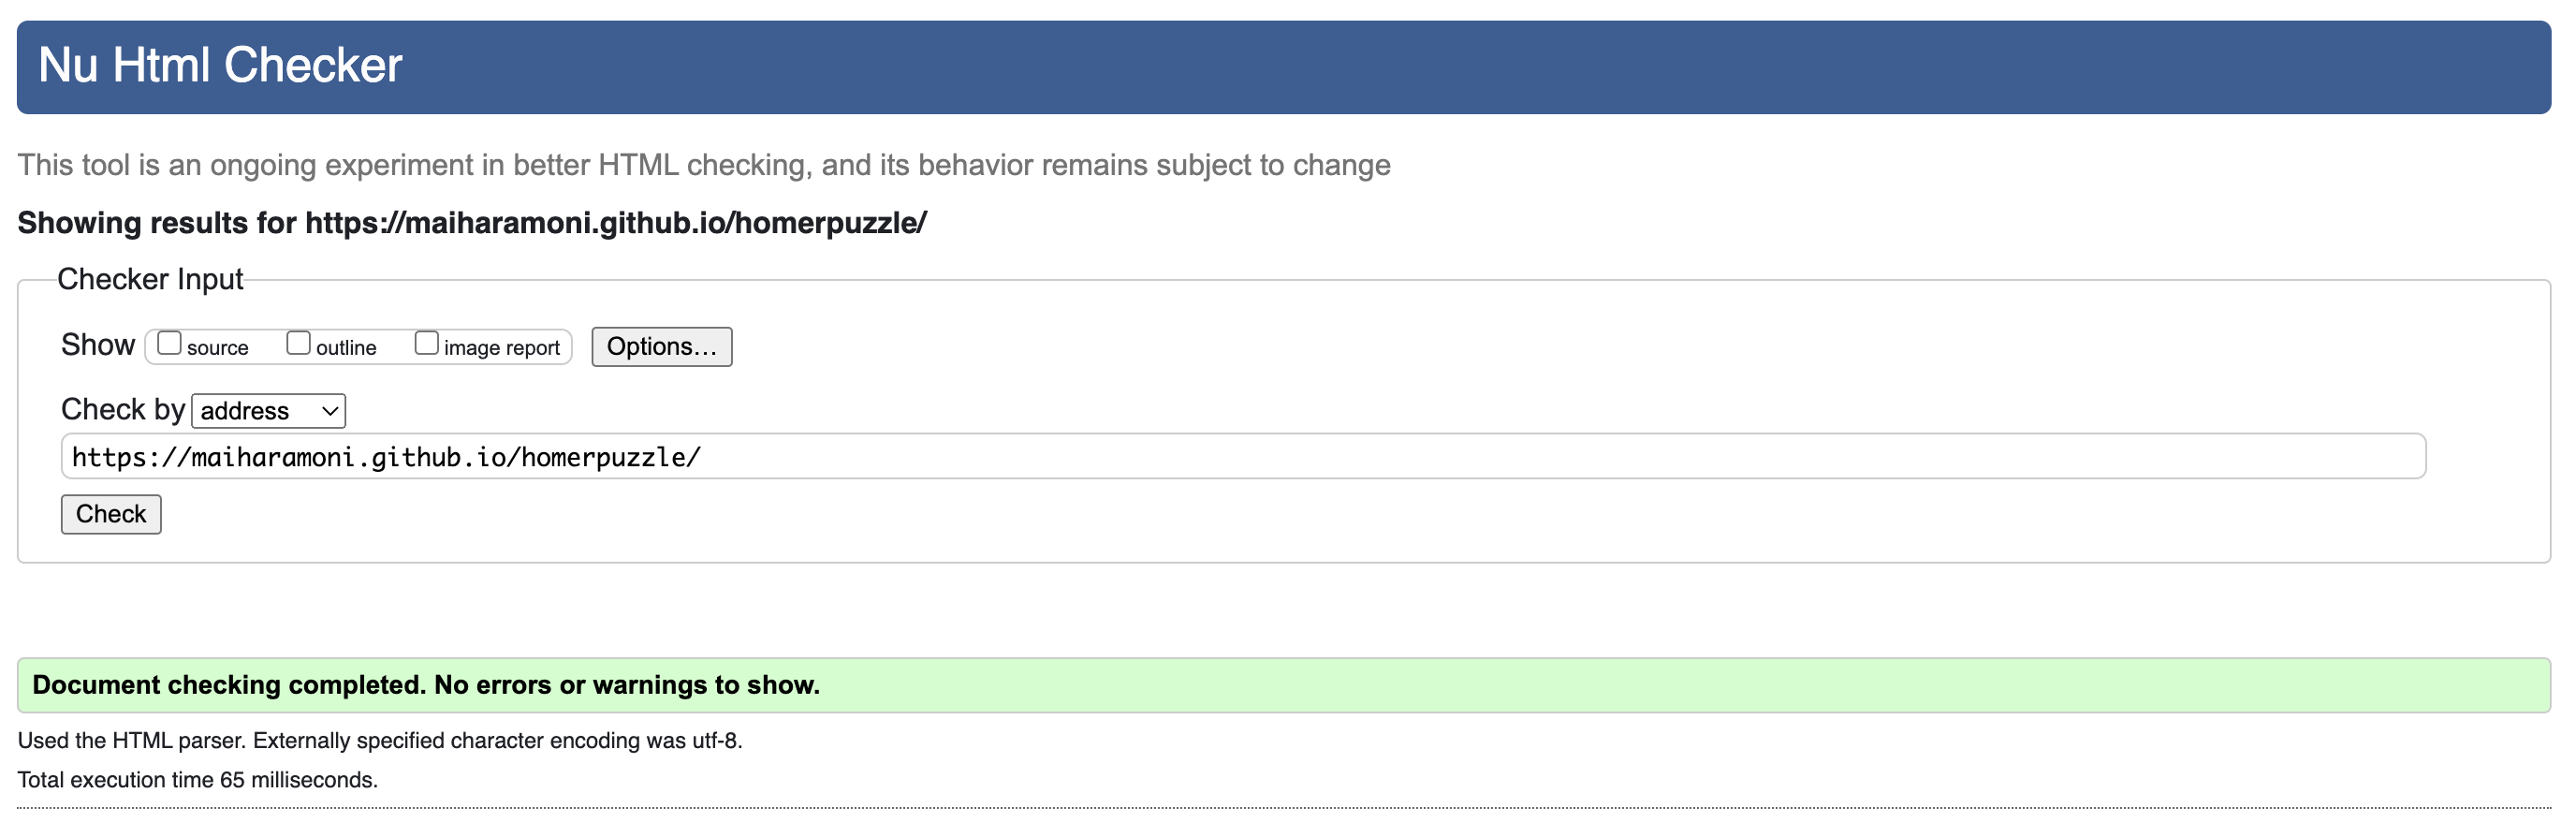 Nu Html Checker
This tool is an ongoing experiment in better HTML checking, and its behavior remains subject to change
Showing results for https://maiharamoni.github.io/homerpuzzle/
Checker Input
Show source outline image report Options...
Check by address
https://maiharamoni.github.io/homerpuzzle/
Check
Document checking completed. No errors or warnings to show.
Used the HTML parser. Externally specified character encoding was utf-8.
Total execution time 65 milliseconds.